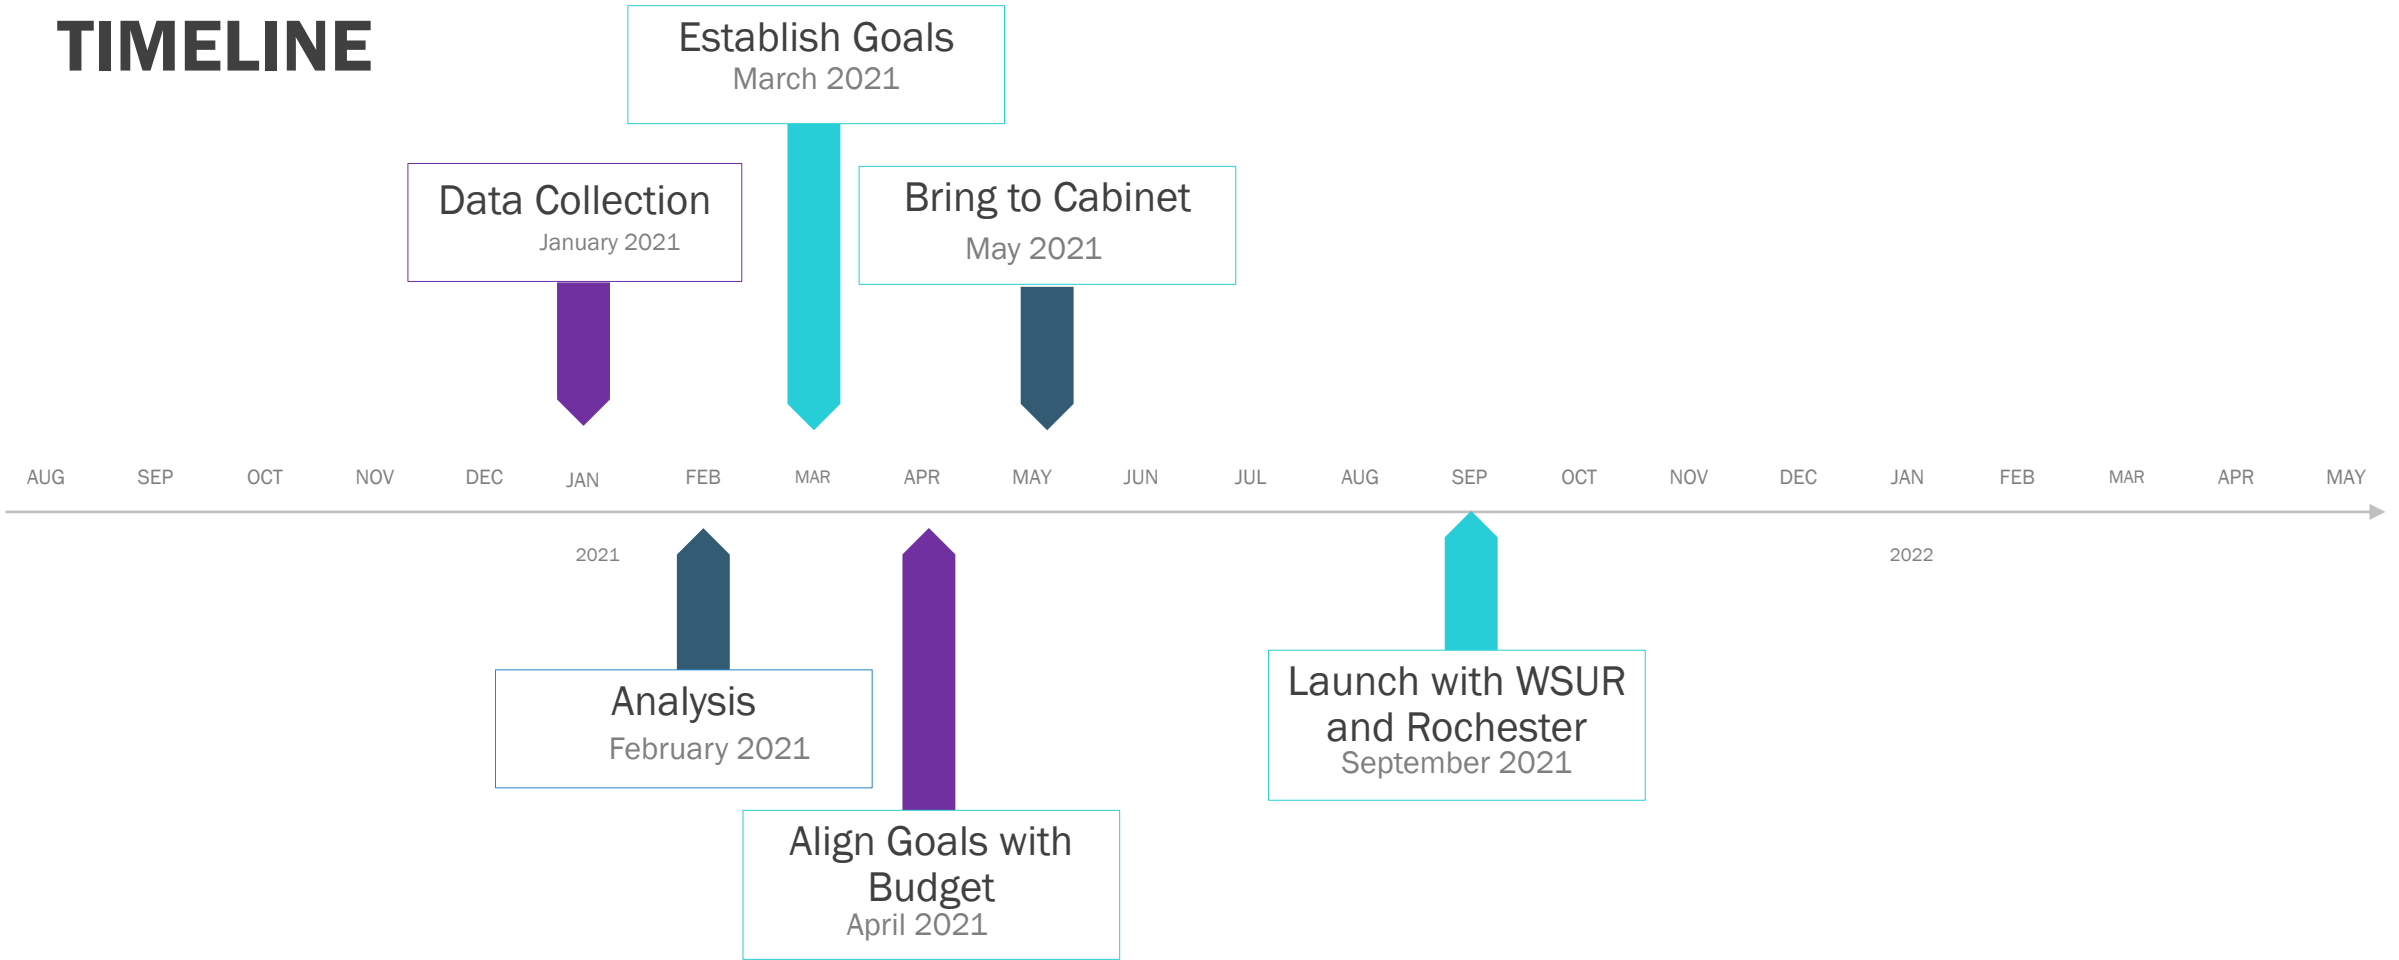 TIMELINE
Establish Goals
March 2021
Data Collection
January 2021
Bring to Cabinet
May 2021
AUG SEP OCT NOV DEC JAN FEB MAR APR MAY JUN JUL AUG SEP OCT NOV DEC JAN FEB MAR APR MAY
2021 2022
Analysis
February 2021
Launch with WSUR
and Rochester
September 2021
Align Goals with
Budget
April 2021